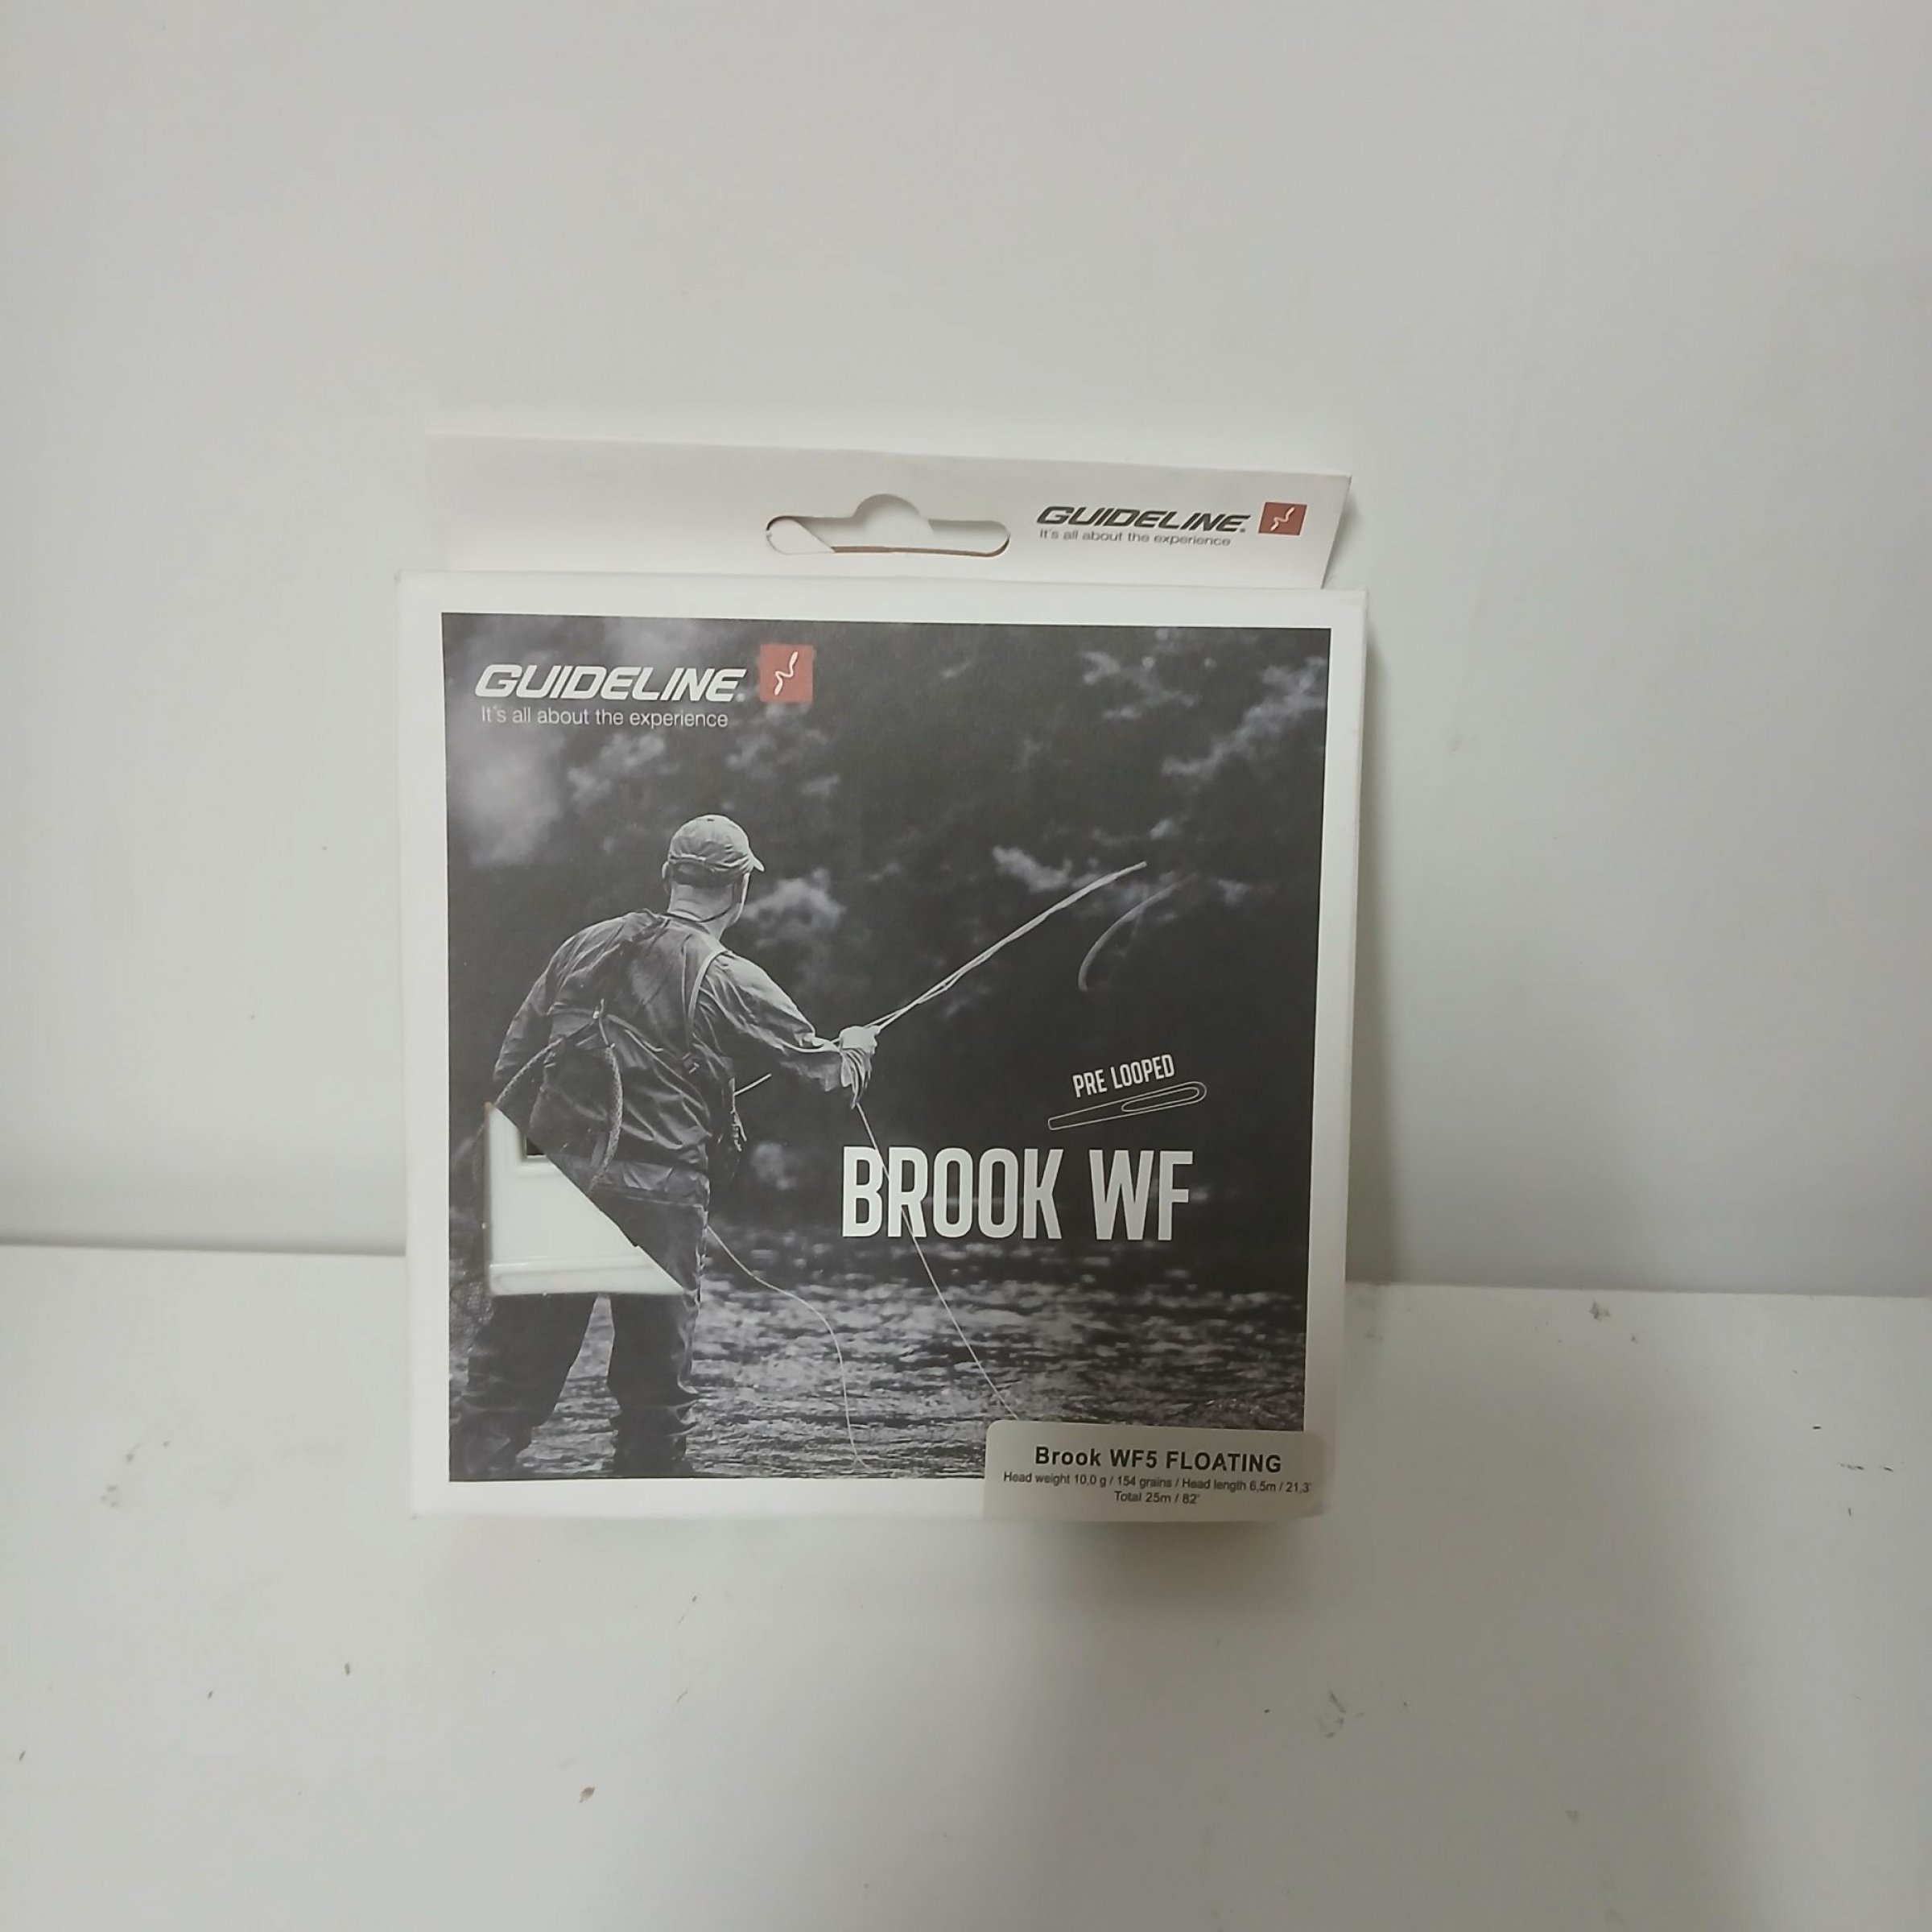 GUIDELINE®
It's all about the experience
GUIDELINE®
It's all about the experience
PRE LOOPED
BROOK WF
Brook WF5 FLOATING
Head weight 10,0 g / 154 grains / Head length 6,5m / 21,3'
Total 25m / 82'